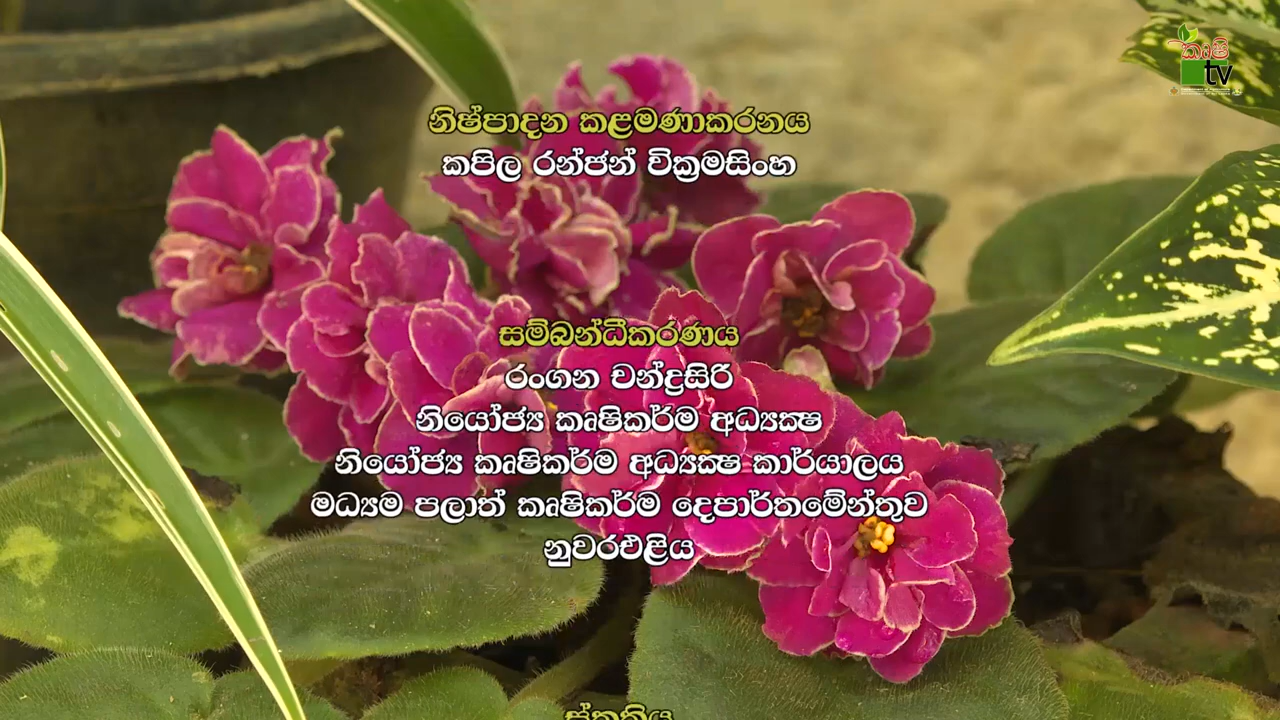 කෘෂි
tv
නිෂ්පාදන කළමණාකරනය
කපිල රන්ජන් වික්‍රමසිංහ
සම්බන්ධීකරණය
රංගන චන්ද්‍රසිරි
නියෝජ්‍ය කෘෂිකර්ම අධ්‍යක්‍ෂ
නියෝජ්‍ය කෘෂිකර්ම අධ්‍යක්‍ෂ කාර්යාලය
මධ්‍යම පලාත් කෘෂිකර්ම දෙපාර්තමේන්තුව
නුවරඑළිය
ස්තුතිය